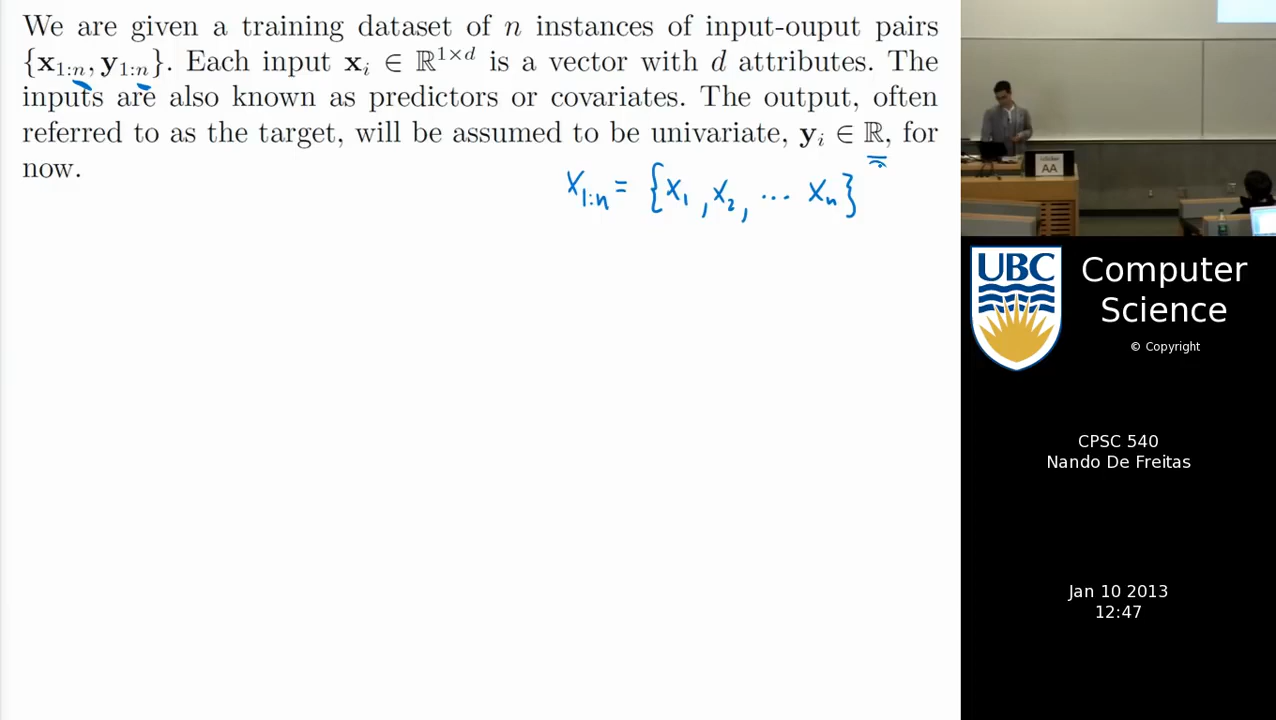 We are given a training dataset of n instances of input-ouput pairs
{x₁:ₙ, y₁:ₙ}. Each input xᵢ ∈ ℝ^{1×d} is a vector with d attributes. The
inputs are also known as predictors or covariates. The output, often
referred to as the target, will be assumed to be univariate, yᵢ ∈ ℝ, for
now.
x₁:ₙ = {x₁, x₂, ⋯ xₙ}
AA
UBC
Computer
Science
© Copyright
CPSC 540
Nando De Freitas
Jan 10 2013
12:47